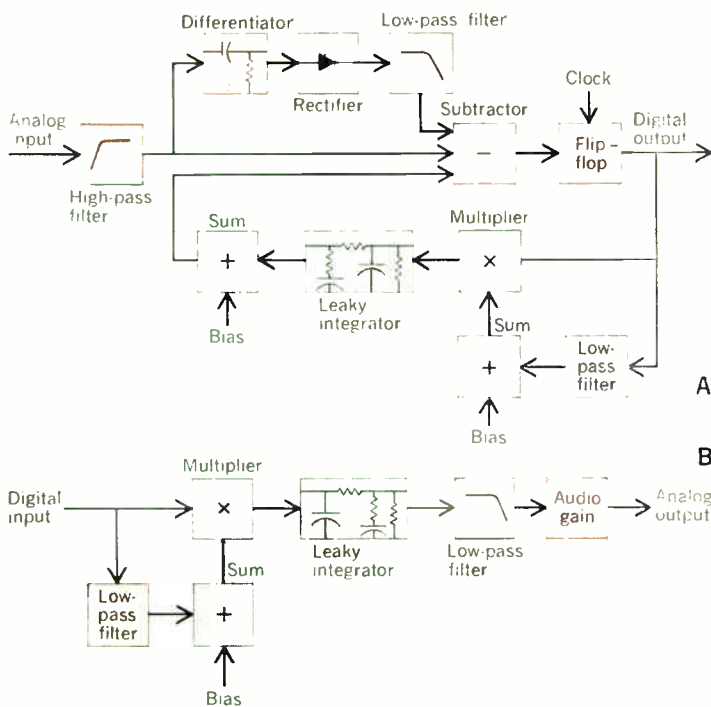 Differentiator
Low-pass filter
Rectifier
Clock
Analog
input
Subtractor
Digital
output
−
Flip-
flop
High-pass
filter
Sum
Multiplier
+
×
Leaky
integrator
Bias
Sum
+
Low-
pass
filter
A
Bias
B
Multiplier
Digital
input
×
Audio
gain
Analog
output
Leaky
integrator
Low-pass
filter
Sum
Low-
pass
filter
+
Bias